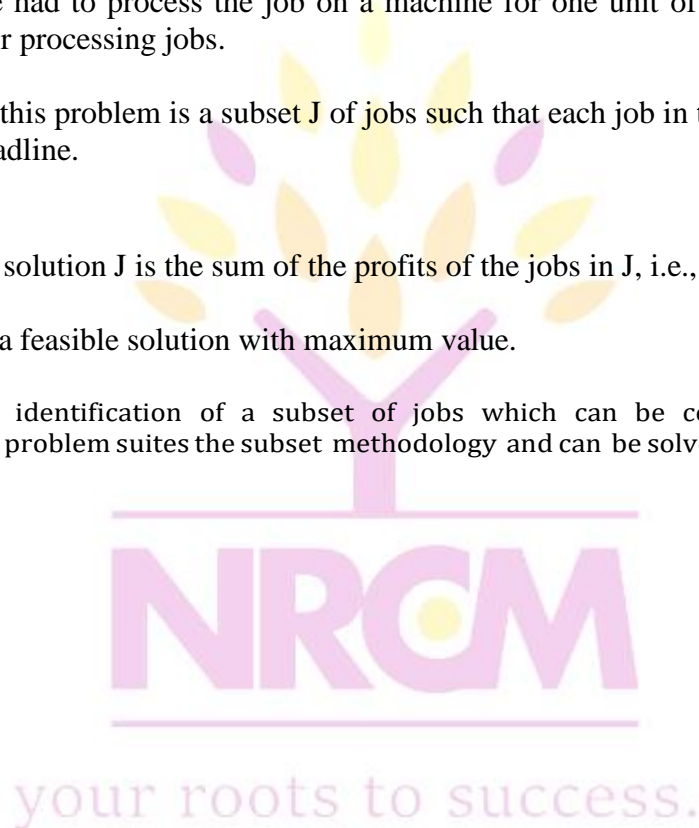 e had to process the job on a machine for one unit of
r processing jobs.
this problem is a subset J of jobs such that each job in t
adline.
solution J is the sum of the profits of the jobs in J, i.e.,
a feasible solution with maximum value.
identification of a subset of jobs which can be c
problem suites the subset methodology and can be solv
NRCM
your roots to success.